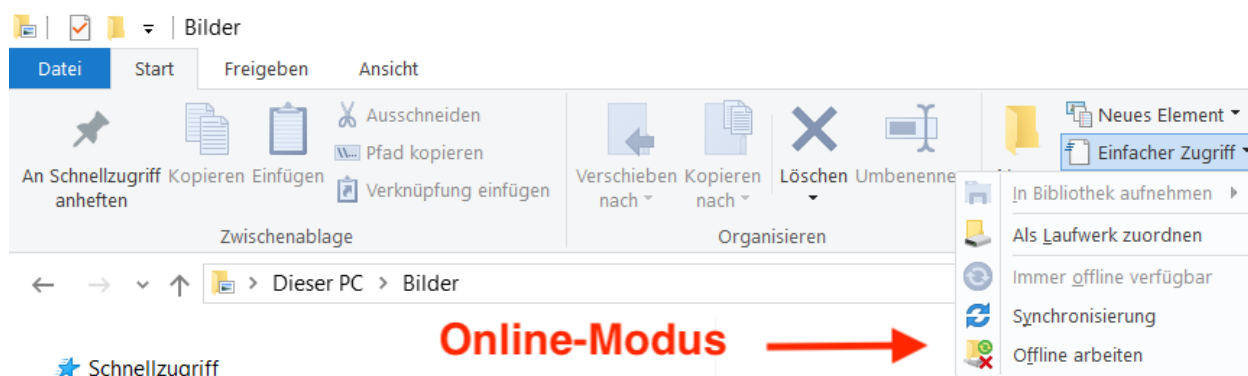 Bilder
Datei Start Freigeben Ansicht
An Schnellzugriff anheften
Kopieren
Einfügen
Ausschneiden
Pfad kopieren
Verknüpfung einfügen
Zwischenablage
Verschieben nach
Kopieren nach
Löschen
Umbenenne
Organisieren
Neues Element
Einfacher Zugriff
In Bibliothek aufnehmen
Als Laufwerk zuordnen
Immer offline verfügbar
Synchronisierung
Offline arbeiten
Dieser PC > Bilder
Online-Modus
Schnellzugriff